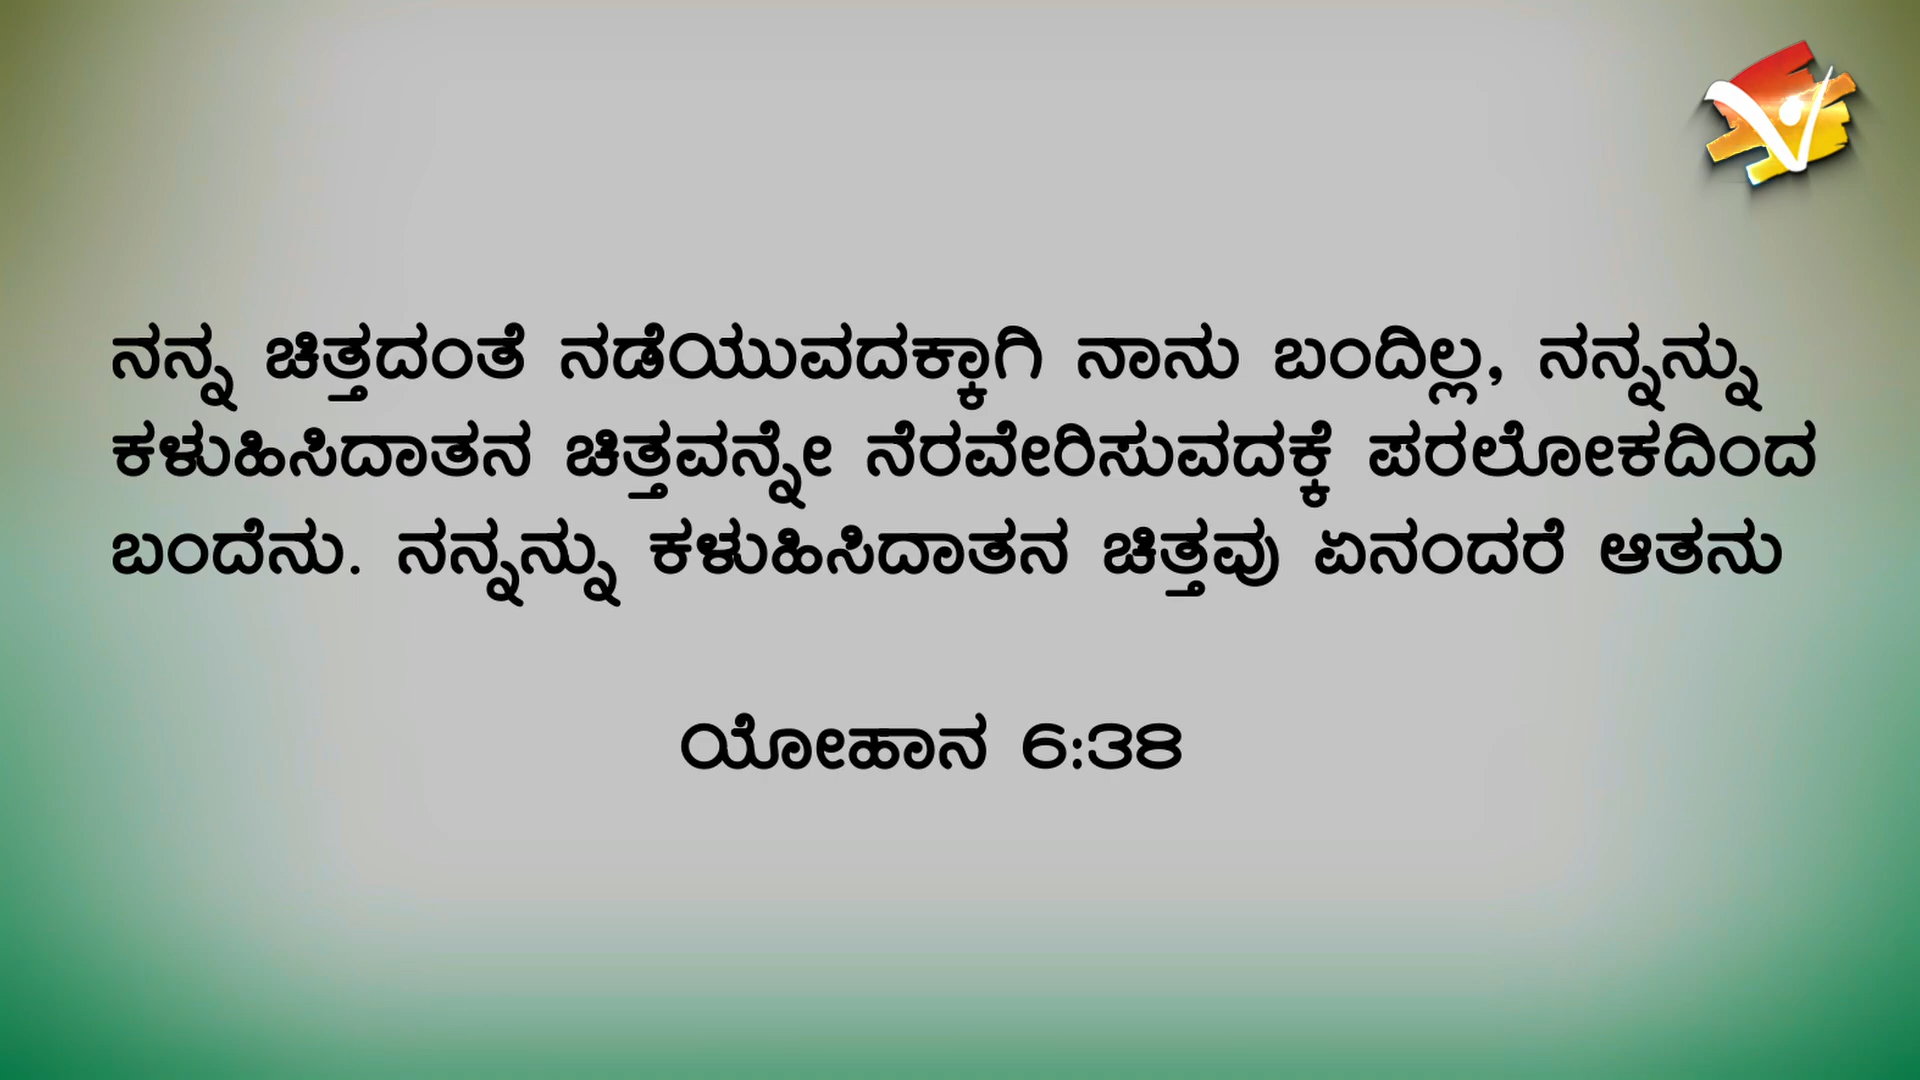 ನನ್ನ ಚಿತ್ತದಂತೆ ನಡೆಯುವದಕ್ಕಾಗಿ ನಾನು ಬಂದಿಲ್ಲ, ನನ್ನನ್ನು
ಕಳುಹಿಸಿದಾತನ ಚಿತ್ತವನ್ನೇ ನೆರವೇರಿಸುವದಕ್ಕೆ ಪರಲೋಕದಿಂದ
ಬಂದೆನು. ನನ್ನನ್ನು ಕಳುಹಿಸಿದಾತನ ಚಿತ್ತವು ಏನಂದರೆ ಆತನು
ಯೋಹಾನ 6:38